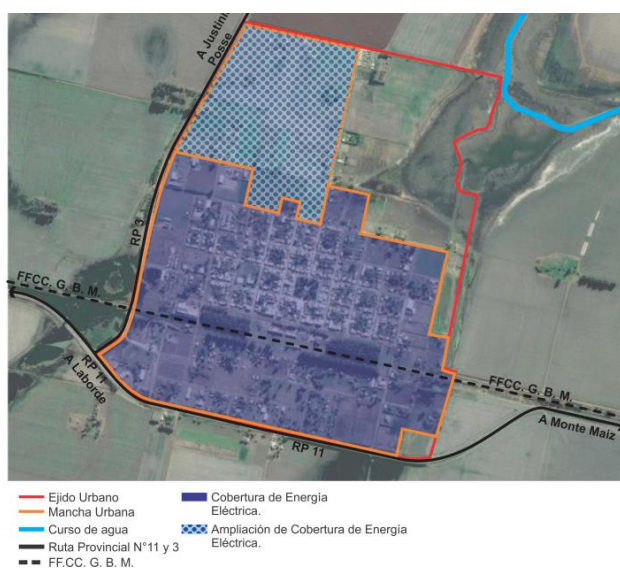 A Justini
Posse
RP 3
FFCC. G. B. M.
RP 11
A Laborde
FFCC. G. B. M.
A Monte Maiz
RP 11
Ejido Urbano
Mancha Urbana
Curso de agua
Ruta Provincial N°11 y 3
FF.CC. G. B. M.
Cobertura de Energía
Eléctrica.
Ampliación de Cobertura de Energía
Eléctrica.